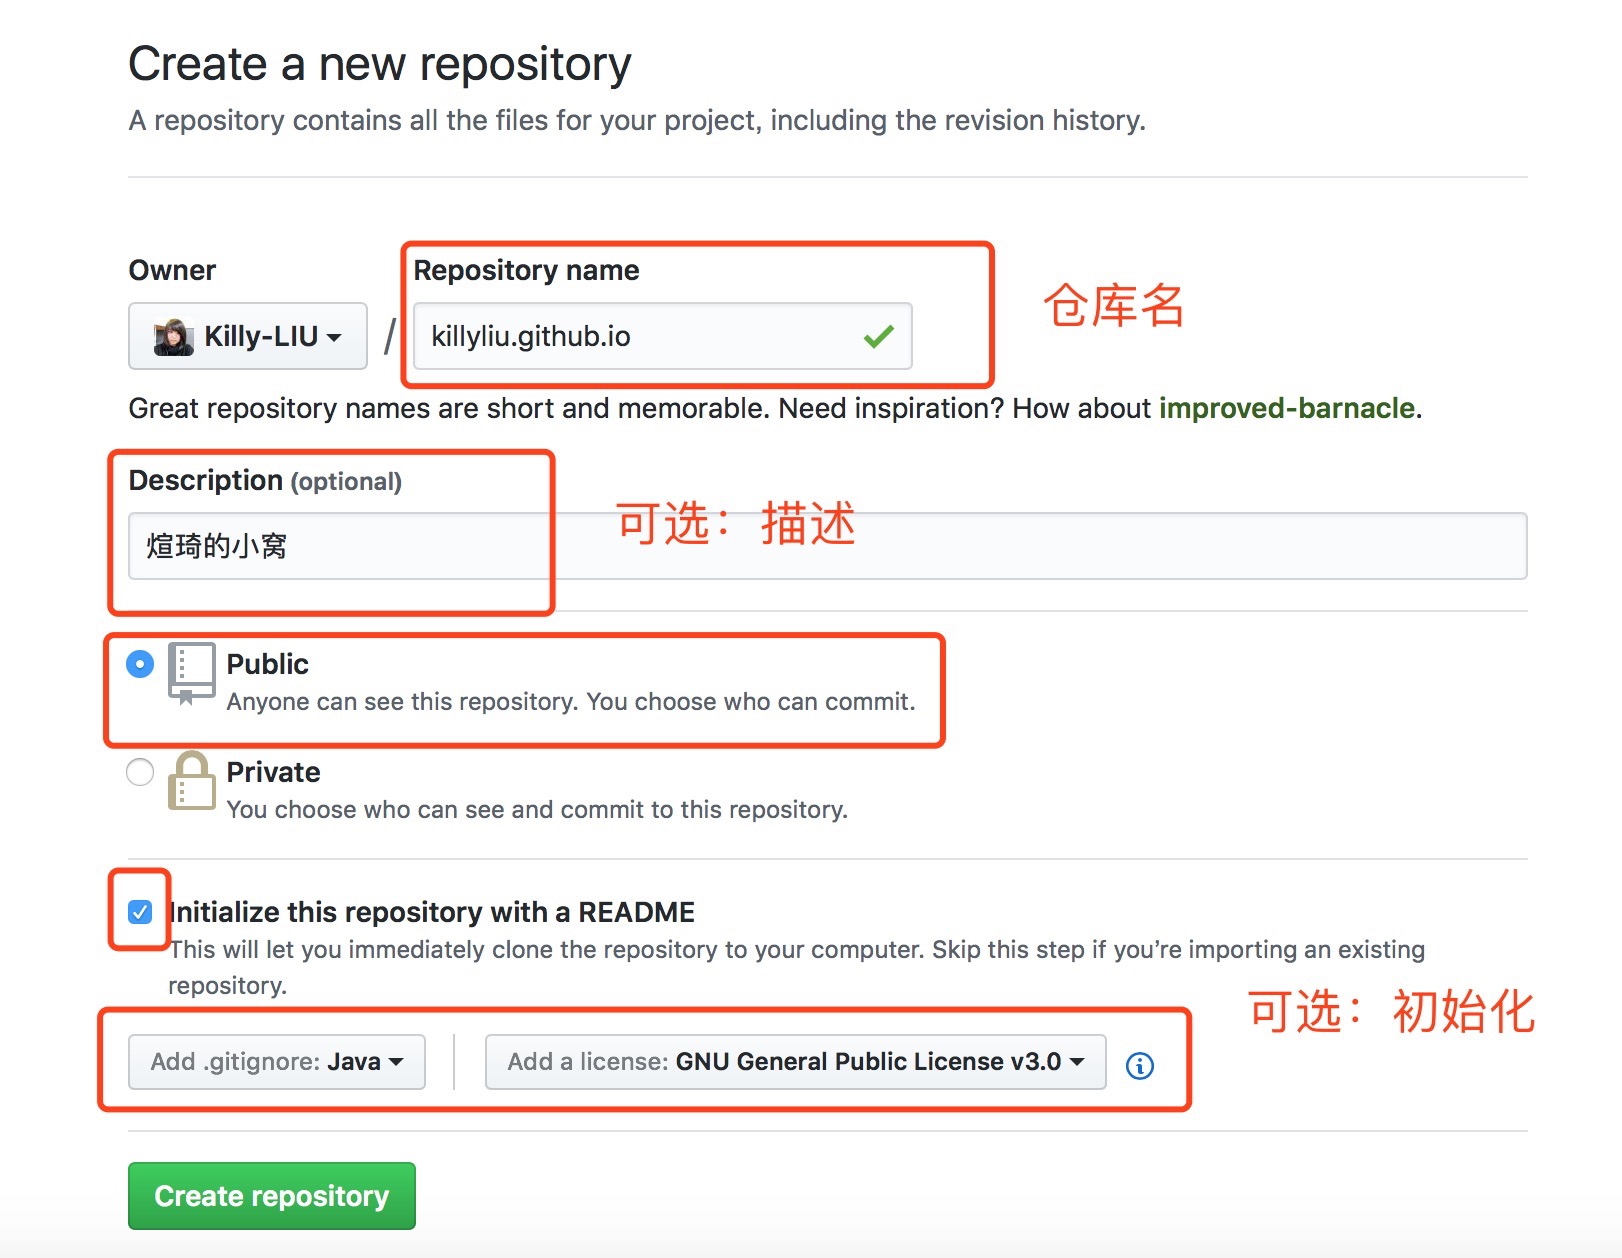 Create a new repository
A repository contains all the files for your project, including the revision history.
Owner
Repository name
仓库名
Killy-LIU
/
killyliu.github.io
Great repository names are short and memorable. Need inspiration? How about improved-barnacle.
Description (optional)
可选：描述
煊琦的小窝
Public
Anyone can see this repository. You choose who can commit.
Private
You choose who can see and commit to this repository.
Initialize this repository with a README
This will let you immediately clone the repository to your computer. Skip this step if you’re importing an existing
repository.
可选：初始化
Add .gitignore: Java
Add a license: GNU General Public License v3.0
Create repository